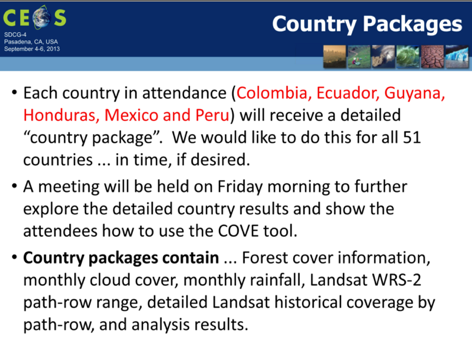 CE S
SDCG-4
Pasadena, CA, USA
September 4-6, 2013
Country Packages
• Each country in attendance (Colombia, Ecuador, Guyana,
Honduras, Mexico and Peru) will receive a detailed
“country package”.  We would like to do this for all 51
countries ... in time, if desired.
• A meeting will be held on Friday morning to further
explore the detailed country results and show the
attendees how to use the COVE tool.
• Country packages contain ... Forest cover information,
monthly cloud cover, monthly rainfall, Landsat WRS-2
path-row range, detailed Landsat historical coverage by
path-row, and analysis results.